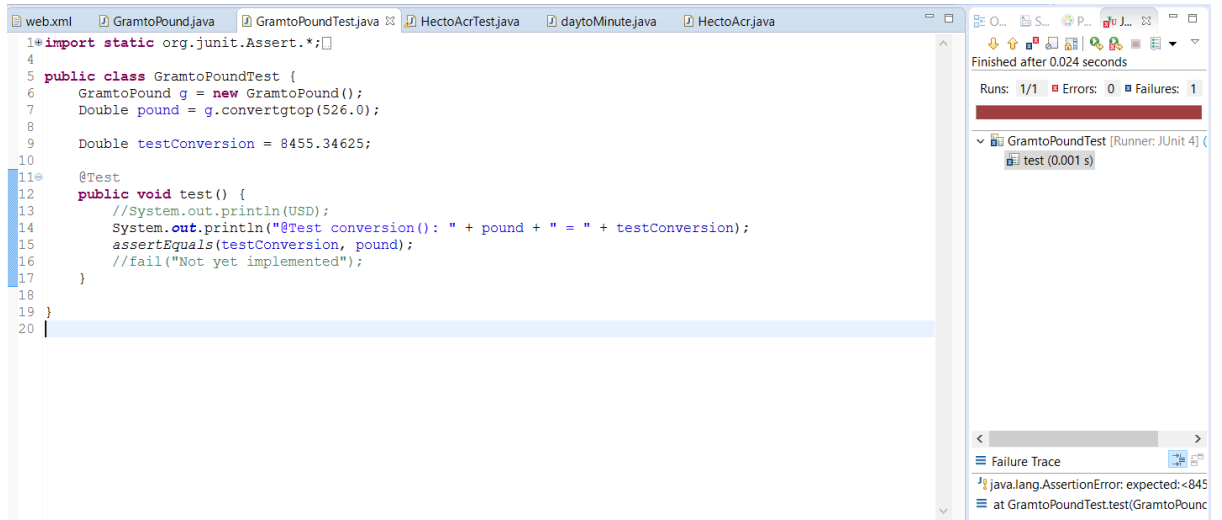 web.xml GramtoPound.java GramtoPoundTest.java HectoAcrTest.java daytoMinute.java HectoAcr.java
1 import static org.junit.Assert.*;
4
5 public class GramtoPoundTest {
6 GramtoPound g = new GramtoPound();
7 Double pound = g.convertgtop(526.0);
8
9 Double testConversion = 8455.34625;
10
11 @Test
12 public void test() {
13 //System.out.println(USD);
14 System.out.println("@Test conversion(): " + pound + " = " + testConversion);
15 assertEquals(testConversion, pound);
16 //fail("Not yet implemented");
17 }
18
19 }
20
O... S... P... J...
Finished after 0.024 seconds
Runs: 1/1 Errors: 0 Failures: 1
GramtoPoundTest [Runner: JUnit 4] (
test (0.001 s)
Failure Trace
java.lang.AssertionError: expected:<845
at GramtoPoundTest.test(GramtoPound